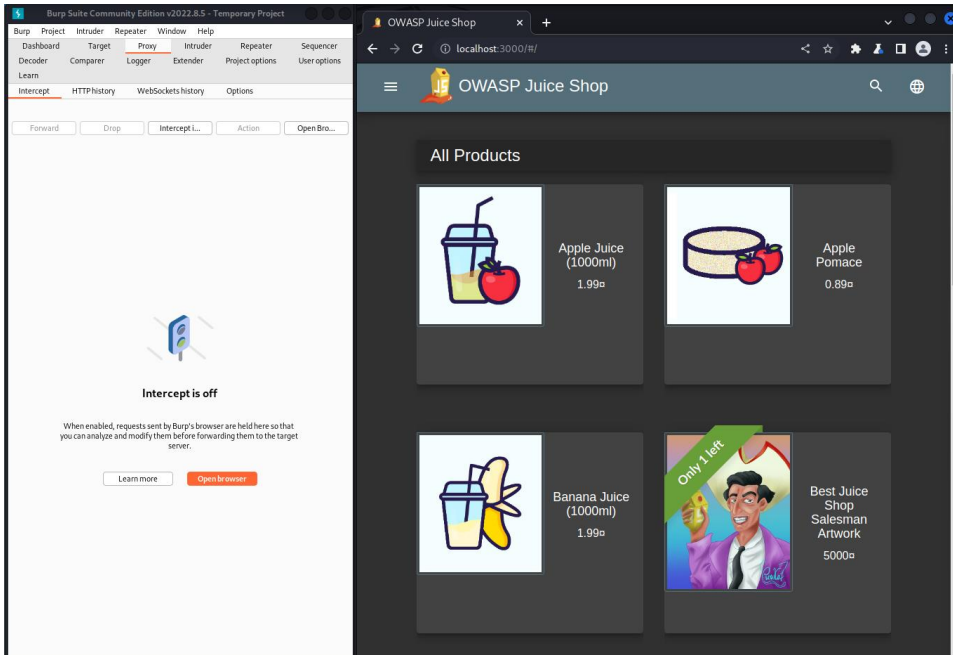 Burp Suite Community Edition v2022.8.5 - Temporary Project
Burp Project Intruder Repeater Window Help
Dashboard Target Proxy Intruder Repeater Sequencer
Decoder Comparer Logger Extender Project options User options
Learn
Intercept HTTP history WebSockets history Options
Forward Drop Intercept i... Action Open Bro...
Intercept is off
When enabled, requests sent by Burp's browser are held here so that
you can analyze and modify them before forwarding them to the target
server.
Learn more Open browser
OWASP Juice Shop
localhost:3000/#/
OWASP Juice Shop
All Products
Apple Juice
(1000ml)
1.99¤
Apple
Pomace
0.89¤
Banana Juice
(1000ml)
1.99¤
Only 1 left
Best Juice
Shop
Salesman
Artwork
5000¤